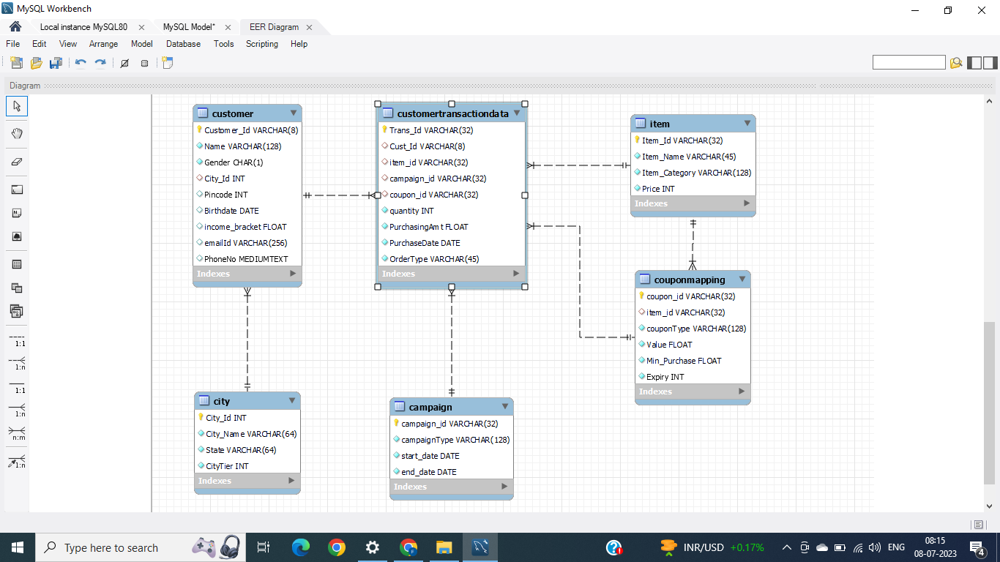 MySQL Workbench
Local instance MySQL80
MySQL Model*
EER Diagram
File Edit View Arrange Model Database Tools Scripting Help
Diagram
customer
Customer_Id VARCHAR(8)
Name VARCHAR(128)
Gender CHAR(1)
City_Id INT
Pincode INT
Birthdate DATE
income_bracket FLOAT
emailId VARCHAR(256)
PhoneNo MEDIUMTEXT
Indexes
customertransactiondata
Trans_Id VARCHAR(32)
Cust_Id VARCHAR(8)
item_id VARCHAR(32)
campaign_id VARCHAR(32)
coupon_id VARCHAR(32)
quantity INT
PurchasingAmt FLOAT
PurchaseDate DATE
OrderType VARCHAR(45)
Indexes
item
Item_Id VARCHAR(32)
Item_Name VARCHAR(45)
Item_Category VARCHAR(128)
Price INT
Indexes
couponmapping
coupon_id VARCHAR(32)
item_id VARCHAR(32)
couponType VARCHAR(128)
Value FLOAT
Min_Purchase FLOAT
Expiry INT
Indexes
city
City_Id INT
City_Name VARCHAR(64)
State VARCHAR(64)
CityTier INT
Indexes
campaign
campaign_id VARCHAR(32)
campaignType VARCHAR(128)
start_date DATE
end_date DATE
Indexes
1:1
1:n
1:1
1:n
n:m
1:n
Type here to search
INR/USD +0.17%
ENG
08:15
08-07-2023
4